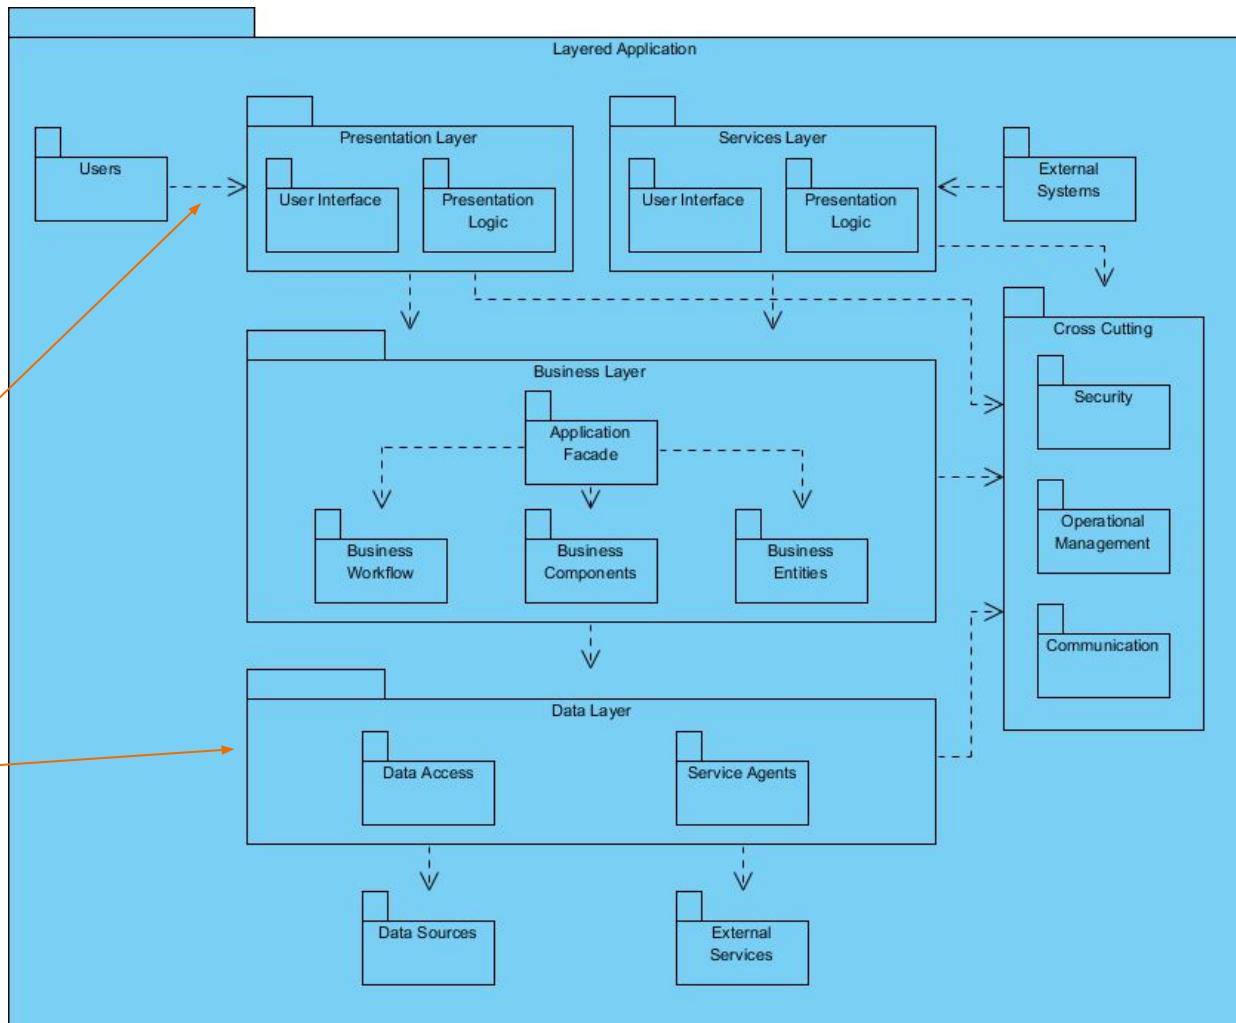 Layered Application
Presentation Layer
Services Layer
Users
External
Systems
User Interface
Presentation
Logic
User Interface
Presentation
Logic
Cross Cutting
Business Layer
Security
Application
Facade
Operational
Management
Business
Workflow
Business
Components
Business
Entities
Communication
Data Layer
Data Access
Service Agents
Data Sources
External
Services